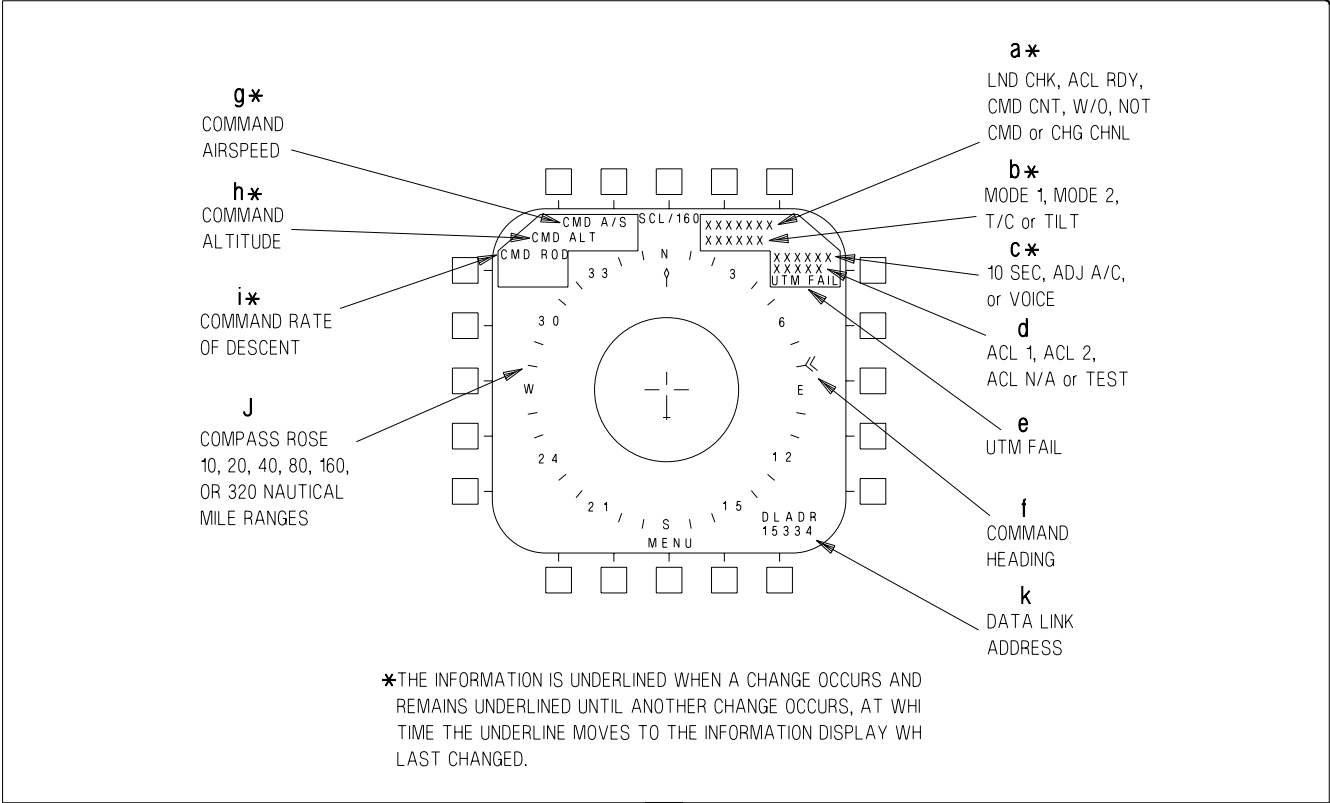 g*
COMMAND
AIRSPEED
h*
COMMAND
ALTITUDE
i*
COMMAND RATE
OF DESCENT
J
COMPASS ROSE
10, 20, 40, 80, 160,
OR 320 NAUTICAL
MILE RANGES
CMD A/S
CMD ALT
CMD ROD
SCL/160
XXXXXXX
XXXXXX
XXXXXX
XXXXX
UTM FAIL
N
3
6
E
12
15
S
21
24
W
30
33
MENU
DLADR
15334
a*
LND CHK, ACL RDY,
CMD CNT, W/O, NOT
CMD or CHG CHNL
b*
MODE 1, MODE 2,
T/C or TILT
c*
10 SEC, ADJ A/C,
or VOICE
d
ACL 1, ACL 2,
ACL N/A or TEST
e
UTM FAIL
f
COMMAND
HEADING
k
DATA LINK
ADDRESS
*THE INFORMATION IS UNDERLINED WHEN A CHANGE OCCURS AND
REMAINS UNDERLINED UNTIL ANOTHER CHANGE OCCURS, AT WHI
TIME THE UNDERLINE MOVES TO THE INFORMATION DISPLAY WH
LAST CHANGED.